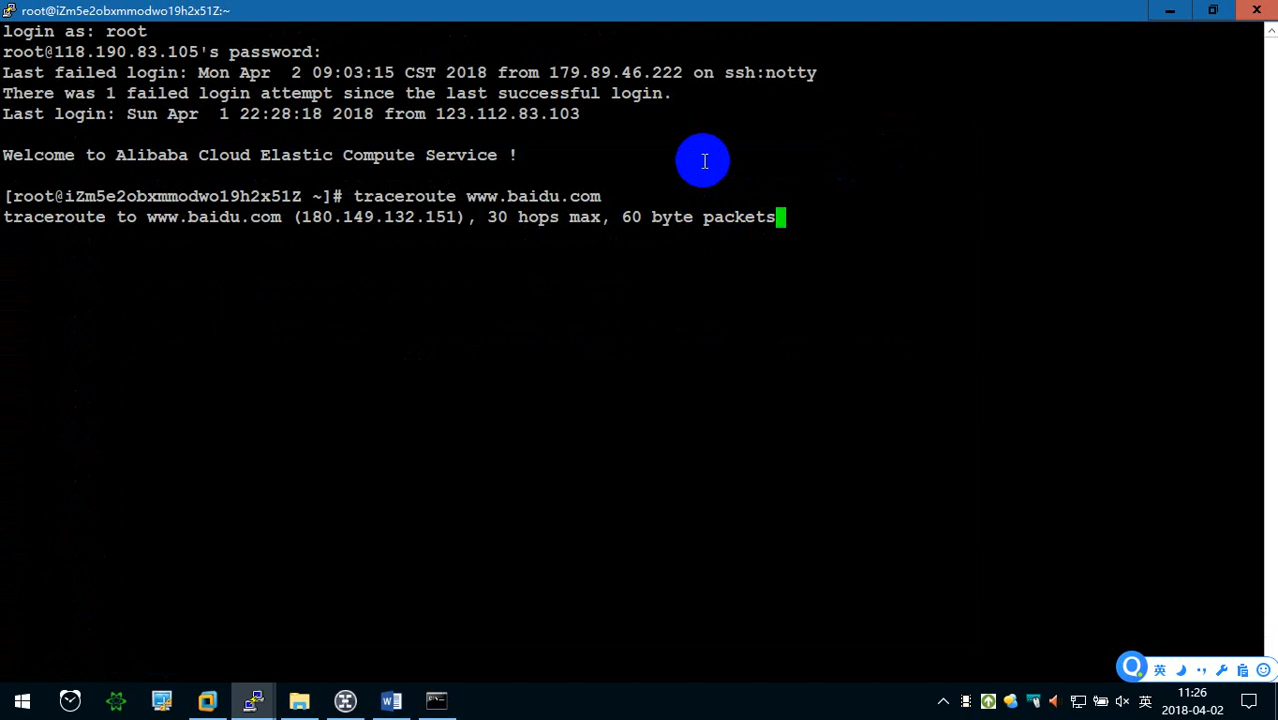 root@iZm5e2obxmmodwo19h2x51Z:~
login as: root
root@118.190.83.105's password:
Last failed login: Mon Apr  2 09:03:15 CST 2018 from 179.89.46.222 on ssh:notty
There was 1 failed login attempt since the last successful login.
Last login: Sun Apr  1 22:28:18 2018 from 123.112.83.103
Welcome to Alibaba Cloud Elastic Compute Service !
[root@iZm5e2obxmmodwo19h2x51Z ~]# traceroute www.baidu.com
traceroute to www.baidu.com (180.149.132.151), 30 hops max, 60 byte packets
英
英
11:26
2018-04-02